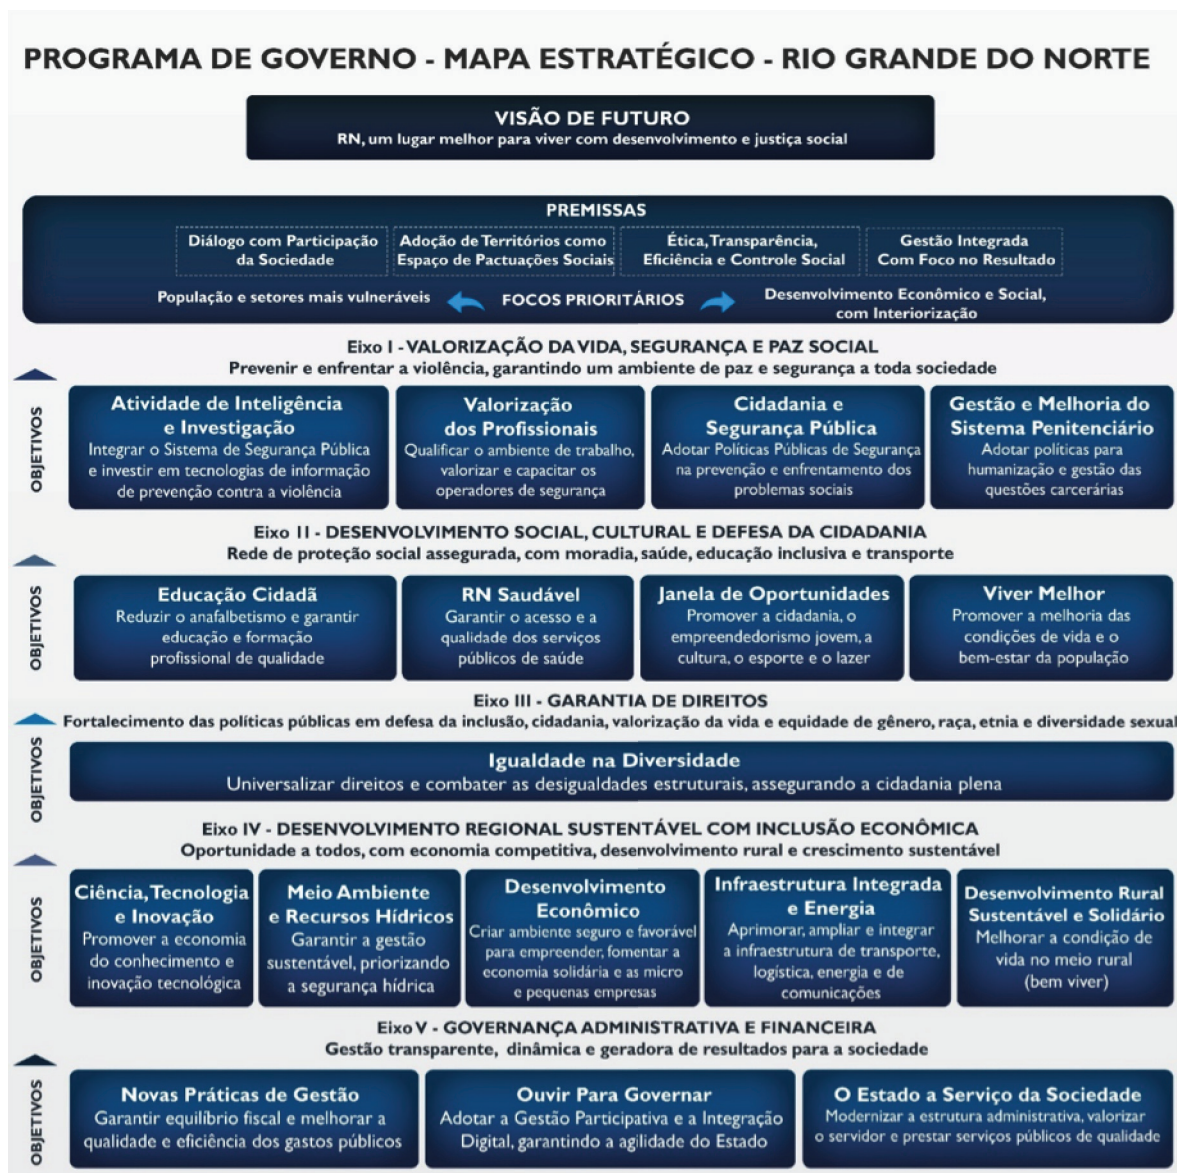 PROGRAMA DE GOVERNO - MAPA ESTRATÉGICO - RIO GRANDE DO NORTE
VISÃO DE FUTURO
RN, um lugar melhor para viver com desenvolvimento e justiça social
PREMISSAS
Diálogo com Participação
da Sociedade
Adoção de Territórios como
Espaço de Pactuações Sociais
Ética, Transparência,
Eficiência e Controle Social
Gestão Integrada
Com Foco no Resultado
População e setores mais vulneráveis
FOCOS PRIORITÁRIOS
Desenvolvimento Econômico e Social,
com Interiorização
Eixo I - VALORIZAÇÃO DA VIDA, SEGURANÇA E PAZ SOCIAL
Prevenir e enfrentar a violência, garantindo um ambiente de paz e segurança a toda sociedade
OBJETIVOS
Atividade de Inteligência
e Investigação
Integrar o Sistema de Segurança Pública
e investir em tecnologias de informação
de prevenção contra a violência
Valorização
dos Profissionais
Qualificar o ambiente de trabalho,
valorizar e capacitar os
operadores de segurança
Cidadania e
Segurança Pública
Adotar Políticas Públicas de Segurança
na prevenção e enfrentamento dos
problemas sociais
Gestão e Melhoria do
Sistema Penitenciário
Adotar políticas para
humanização e gestão das
questões carcerárias
Eixo 11 - DESENVOLVIMENTO SOCIAL, CULTURAL E DEFESA DA CIDADANIA
Rede de proteção social assegurada, com moradia, saúde, educação inclusiva e transporte
OBJETIVOS
Educação Cidadã
Reduzir o anafalbetismo e garantir
educação e formação
profissional de qualidade
RN Saudável
Garantir o acesso e a
qualidade dos serviços
públicos de saúde
Janela de Oportunidades
Promover a cidadania, o
empreendedorismo jovem, a
cultura, o esporte e o lazer
Viver Melhor
Promover a melhoria das
condições de vida e o
bem-estar da população
Eixo III - GARANTIA DE DIREITOS
Fortalecimento das políticas públicas em defesa da inclusão, cidadania, valorização da vida e equidade de gênero, raça, etnia e diversidade sexual
OBJETIVOS
Igualdade na Diversidade
Universalizar direitos e combater as desigualdades estruturais, assegurando a cidadania plena
Eixo IV - DESENVOLVIMENTO REGIONAL SUSTENTÁVEL COM INCLUSÃO ECONÔMICA
Oportunidade a todos, com economia competitiva, desenvolvimento rural e crescimento sustentável
OBJETIVOS
Ciência, Tecnologia
e Inovação
Promover a economia
do conhecimento e
inovação tecnológica
Meio Ambiente
e Recursos Hídricos
Garantir a gestão
sustentável, priorizando
a segurança hídrica
Desenvolvimento
Econômico
Criar ambiente seguro e favorável
para empreender, fomentar a
economia solidária e as micro
e pequenas empresas
Infraestrutura Integrada
e Energia
Aprimorar, ampliar e integrar
a infraestrutura de transporte,
logística, energia e de
comunicações
Desenvolvimento Rural
Sustentável e Solidário
Melhorar a condição de
vida no meio rural
(bem viver)
Eixo V - GOVERNANÇA ADMINISTRATIVA E FINANCEIRA
Gestão transparente, dinâmica e geradora de resultados para a sociedade
OBJETIVOS
Novas Práticas de Gestão
Garantir equilíbrio fiscal e melhorar a
qualidade e eficiência dos gastos públicos
Ouvir Para Governar
Adotar a Gestão Participativa e a Integração
Digital, garantindo a agilidade do Estado
O Estado a Serviço da Sociedade
Modernizar a estrutura administrativa, valorizar
o servidor e prestar serviços públicos de qualidade